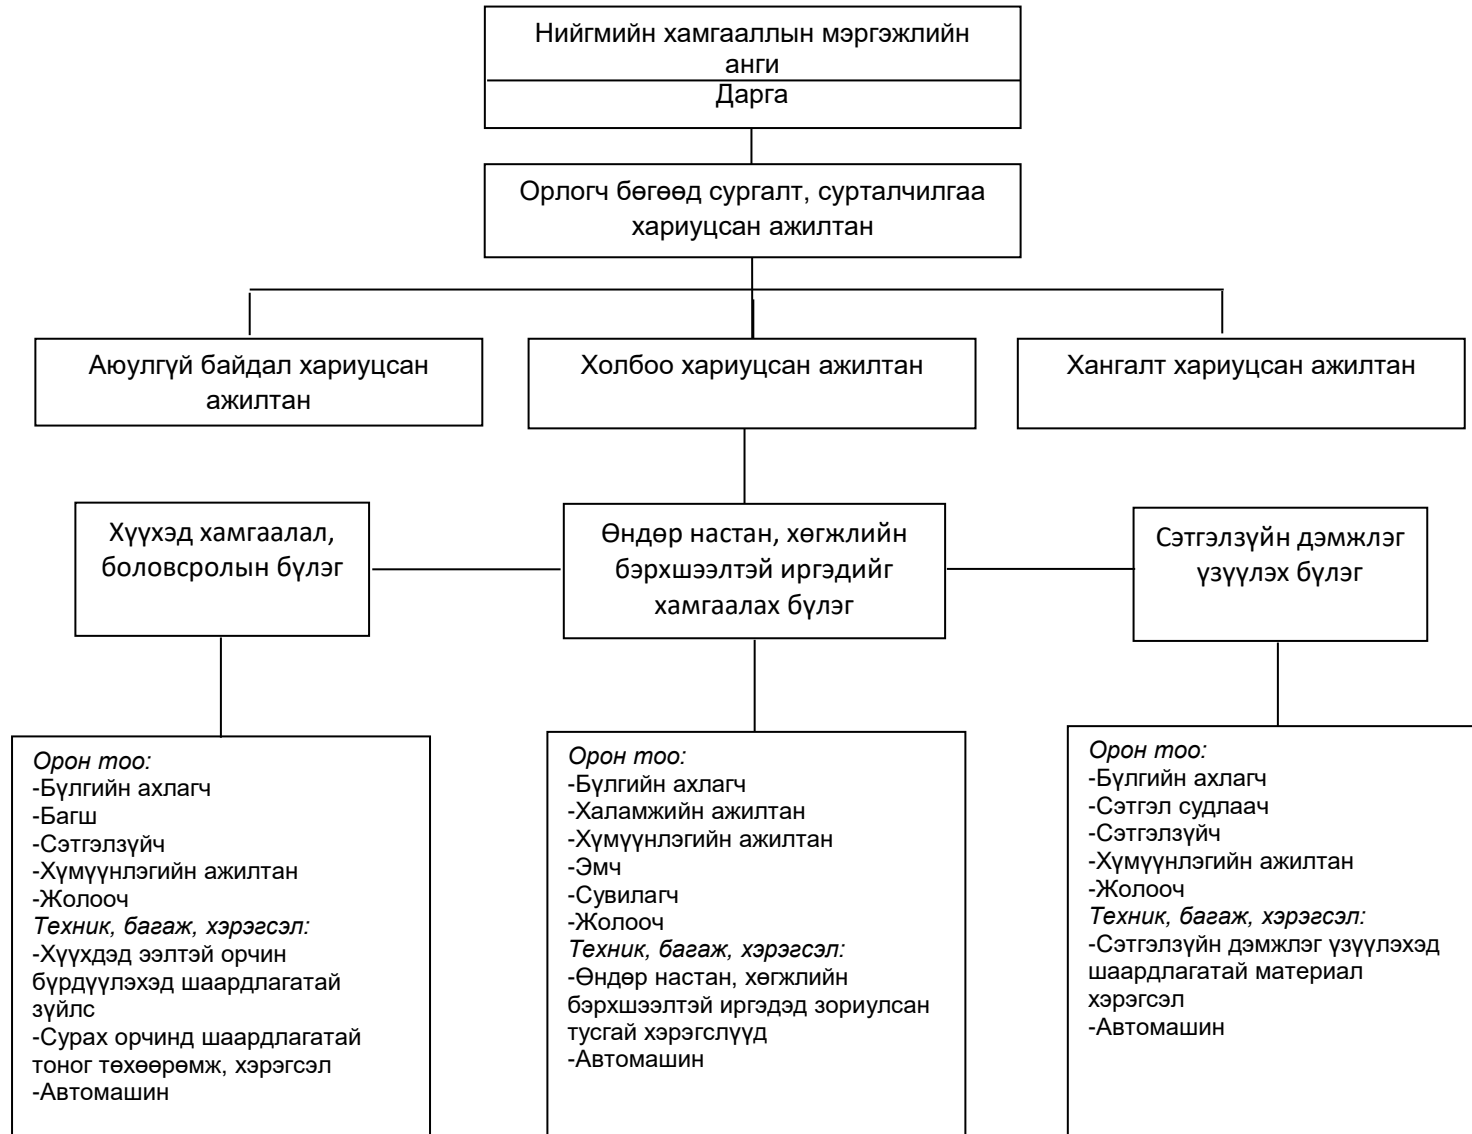 Нийгмийн хамгааллын мэргэжлийн
анги
Дарга
Орлогч бөгөөд сургалт, сурталчилгаа
хариуцсан ажилтан
Аюулгүй байдал хариуцсан
ажилтан
Холбоо хариуцсан ажилтан
Хангалт хариуцсан ажилтан
Хүүхэд хамгаалал,
боловсролын бүлэг
Өндөр настан, хөгжлийн
бэрхшээлтэй иргэдийг
хамгаалах бүлэг
Сэтгэлзүйн дэмжлэг
үзүүлэх бүлэг
Орон тоо:
-Бүлгийн ахлагч
-Багш
-Сэтгэлзүйч
-Хүмүүнлэгийн ажилтан
-Жолооч
Техник, багаж, хэрэгсэл:
-Хүүхдэд ээлтэй орчин
бүрдүүлэхэд шаардлагатай
зүйлс
-Сурах орчинд шаардлагатай
тоног төхөөрөмж, хэрэгсэл
-Автомашин
Орон тоо:
-Бүлгийн ахлагч
-Халамжийн ажилтан
-Хүмүүнлэгийн ажилтан
-Эмч
-Сувилагч
-Жолооч
Техник, багаж, хэрэгсэл:
-Өндөр настан, хөгжлийн
бэрхшээлтэй иргэдэд зориулсан
тусгай хэрэгслүүд
-Автомашин
Орон тоо:
-Бүлгийн ахлагч
-Сэтгэл судлаач
-Сэтгэлзүйч
-Хүмүүнлэгийн ажилтан
-Жолооч
Техник, багаж, хэрэгсэл:
-Сэтгэлзүйн дэмжлэг үзүүлэхэд
шаардлагатай материал
хэрэгсэл
-Автомашин